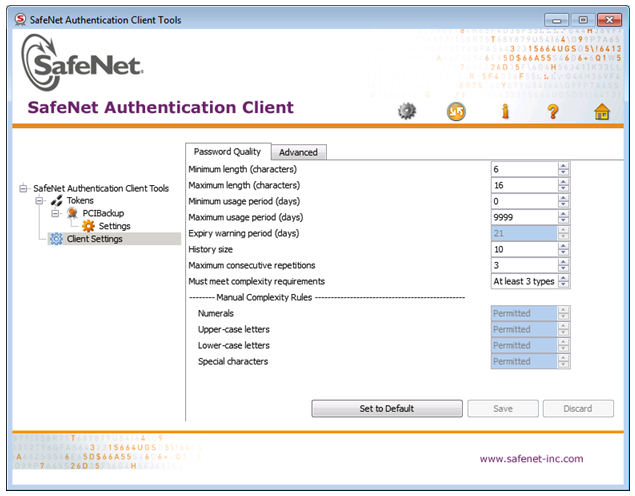 SafeNet Authentication Client Tools
SafeNet.
SafeNet Authentication Client
Password Quality
Advanced
SafeNet Authentication Client Tools
Tokens
PCIBackup
Settings
Client Settings
Minimum length (characters) 6
Maximum length (characters) 16
Minimum usage period (days) 0
Maximum usage period (days) 9999
Expiry warning period (days) 21
History size 10
Maximum consecutive repetitions 3
Must meet complexity requirements At least 3 types
-------- Manual Complexity Rules --------
Numerals Permitted
Upper-case letters Permitted
Lower-case letters Permitted
Special characters Permitted
Set to Default
Save
Discard
www.safenet-inc.com